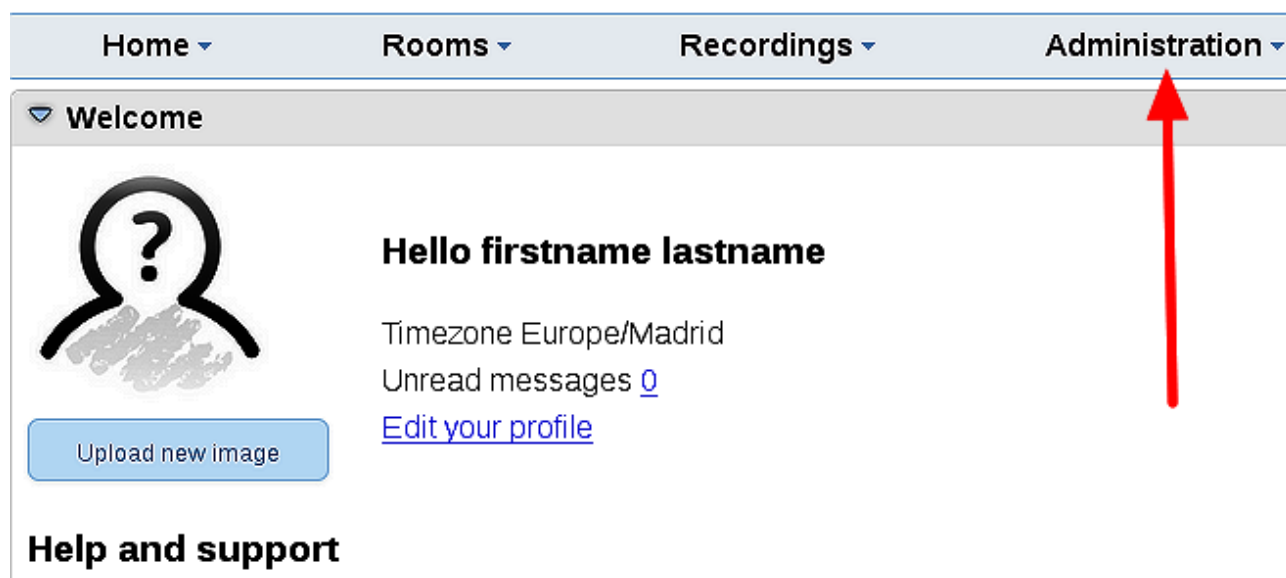 Home Rooms Recordings Administration
Welcome
?
Hello firstname lastname
Timezone Europe/Madrid
Unread messages 0
Edit your profile
Upload new image
Help and support